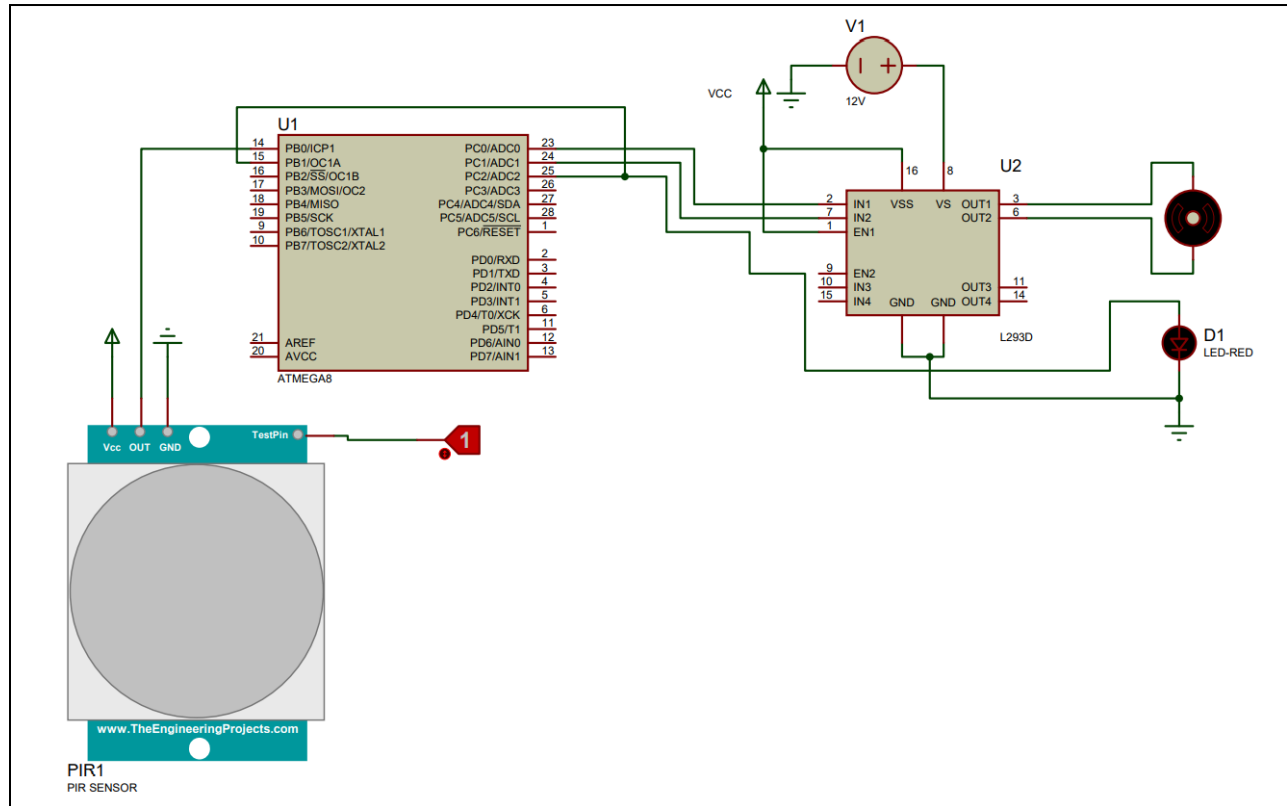 V1
12V
VCC
U1
14 PB0/ICP1 PC0/ADC0 23
15 PB1/OC1A PC1/ADC1 24
16 PB2/SS/OC1B PC2/ADC2 25
17 PB3/MOSI/OC2 PC3/ADC3 26
18 PB4/MISO PC4/ADC4/SDA 27
19 PB5/SCK PC5/ADC5/SCL 28
9 PB6/TOSC1/XTAL1 PC6/RESET 1
10 PB7/TOSC2/XTAL2
PD0/RXD 2
PD1/TXD 3
PD2/INT0 4
PD3/INT1 5
PD4/T0/XCK 6
PD5/T1 11
21 AREF PD6/AIN0 12
20 AVCC PD7/AIN1 13
ATMEGA8
16 8 U2
2 IN1 VSS VS OUT1 3
7 IN2 OUT2 6
1 EN1
9 EN2
10 IN3 OUT3 11
15 IN4 GND GND OUT4 14
L293D
D1
LED-RED
Vcc OUT GND TestPin
1
www.TheEngineeringProjects.com
PIR1
PIR SENSOR